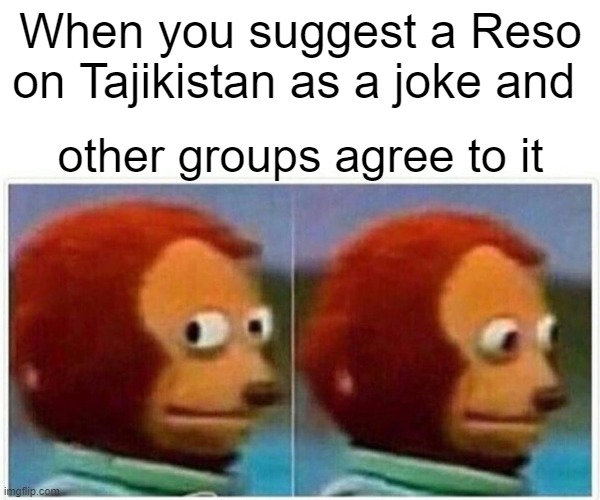 When you suggest a Reso
on Tajikistan as a joke and
other groups agree to it
imgflip.com